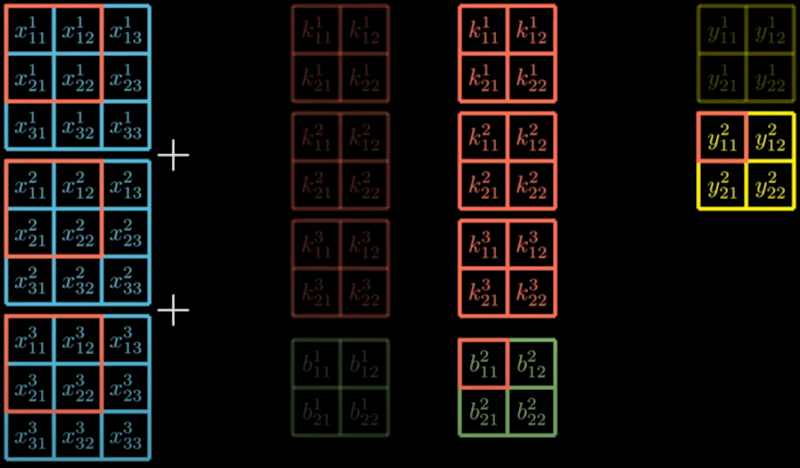 x^1_{11} x^1_{12} x^1_{13}
x^1_{21} x^1_{22} x^1_{23}
x^1_{31} x^1_{32} x^1_{33}
+
x^2_{11} x^2_{12} x^2_{13}
x^2_{21} x^2_{22} x^2_{23}
x^2_{31} x^2_{32} x^2_{33}
+
x^3_{11} x^3_{12} x^3_{13}
x^3_{21} x^3_{22} x^3_{23}
x^3_{31} x^3_{32} x^3_{33}
k^1_{11} k^1_{12}
k^1_{21} k^1_{22}
k^2_{11} k^2_{12}
k^2_{21} k^2_{22}
k^3_{11} k^3_{12}
k^3_{21} k^3_{22}
b^1_{11} b^1_{12}
b^1_{21} b^1_{22}
k^1_{11} k^1_{12}
k^1_{21} k^1_{22}
k^2_{11} k^2_{12}
k^2_{21} k^2_{22}
k^3_{11} k^3_{12}
k^3_{21} k^3_{22}
b^2_{11} b^2_{12}
b^2_{21} b^2_{22}
y^1_{11} y^1_{12}
y^1_{21} y^1_{22}
y^2_{11} y^2_{12}
y^2_{21} y^2_{22}